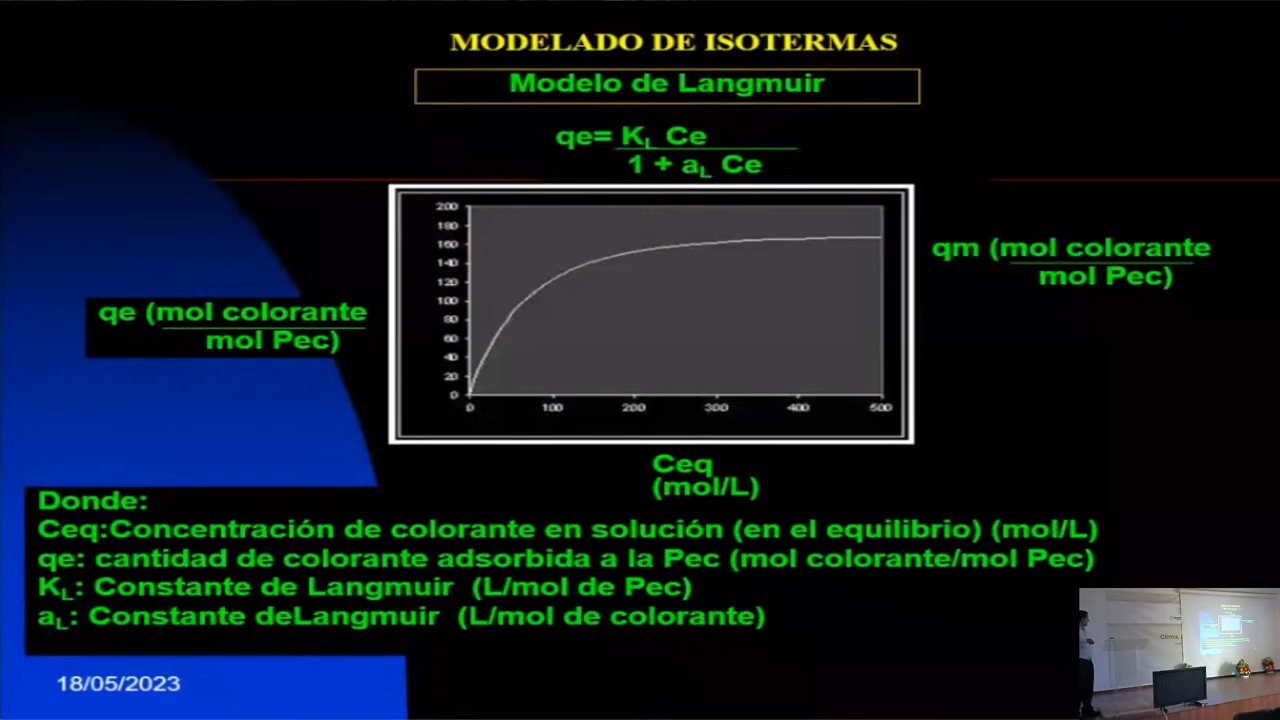 MODELADO DE ISOTERMAS
Modelo de Langmuir
qe= K_L Ce
1 + a_L Ce
200
180
160
140
120
100
80
60
40
20
0
0 100 200 300 400 500
qm (mol colorante
mol Pec)
qe (mol colorante
mol Pec)
Ceq
(mol/L)
Donde:
Ceq:Concentración de colorante en solución (en el equilibrio) (mol/L)
qe: cantidad de colorante adsorbida a la Pec (mol colorante/mol Pec)
K_L: Constante de Langmuir (L/mol de Pec)
a_L: Constante deLangmuir (L/mol de colorante)
18/05/2023
Clima,